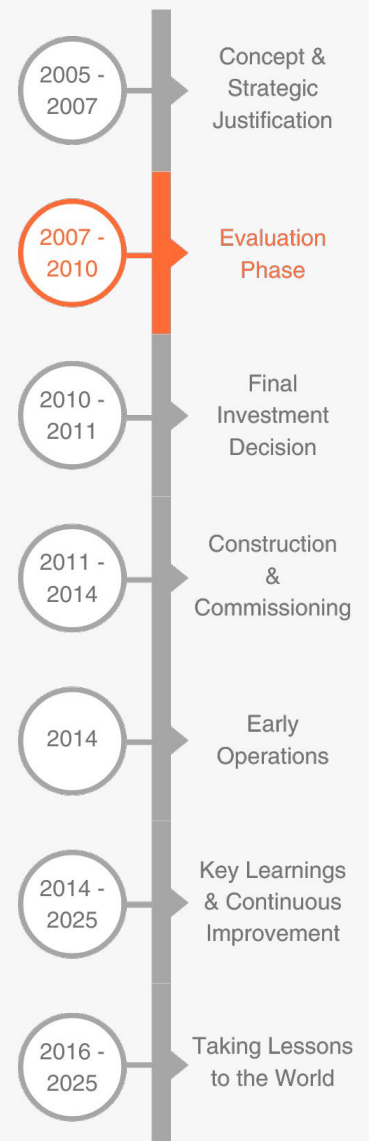 2005 -
2007
Concept &
Strategic
Justification
2007 -
2010
Evaluation
Phase
2010 -
2011
Final
Investment
Decision
2011 -
2014
Construction
&
Commissioning
2014
Early
Operations
2014 -
2025
Key Learnings
& Continuous
Improvement
2016 -
2025
Taking Lessons
to the World